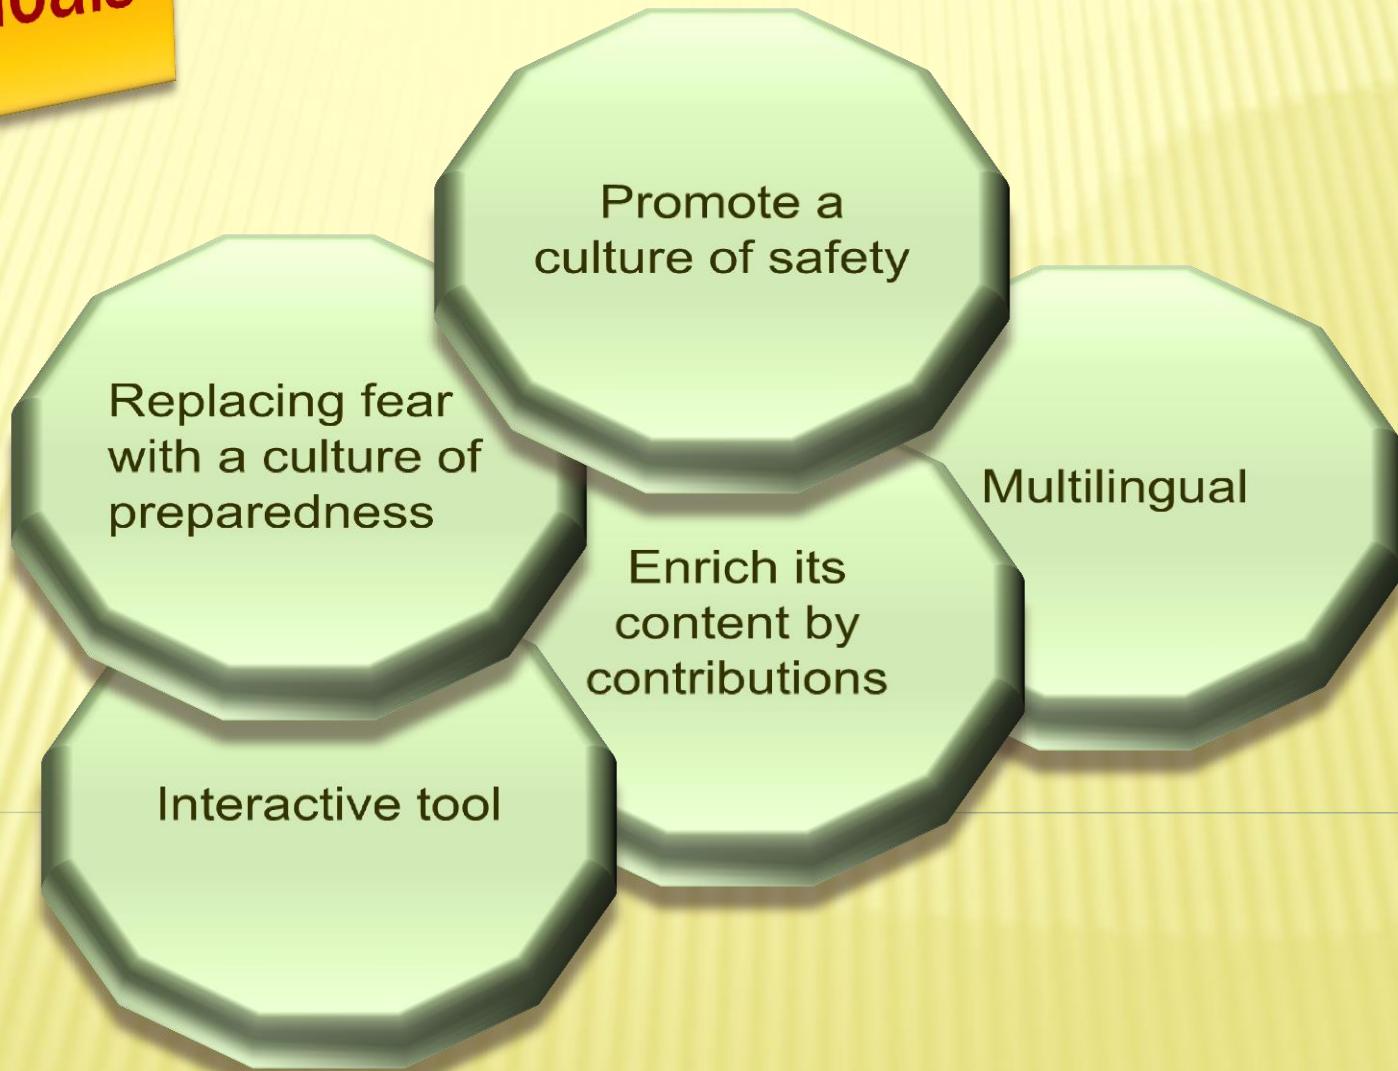 Promote a
culture of safety
Replacing fear
with a culture of
preparedness
Multilingual
Enrich its
content by
contributions
Interactive tool